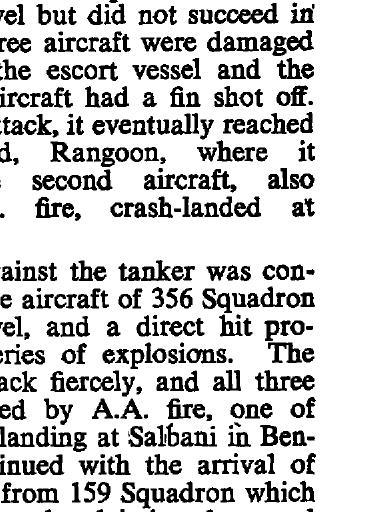 vel but did not succeed in
ree aircraft were damaged
the escort vessel and the
ircraft had a fin shot off.
ttack, it eventually reached
d, Rangoon, where it
second aircraft, also
. fire, crash-landed at
ainst the tanker was con-
e aircraft of 356 Squadron
vel, and a direct hit pro-
eries of explosions. The
ack fiercely, and all three
ed by A.A. fire, one of
landing at Salbani in Ben-
inued with the arrival of
from 159 Squadron which